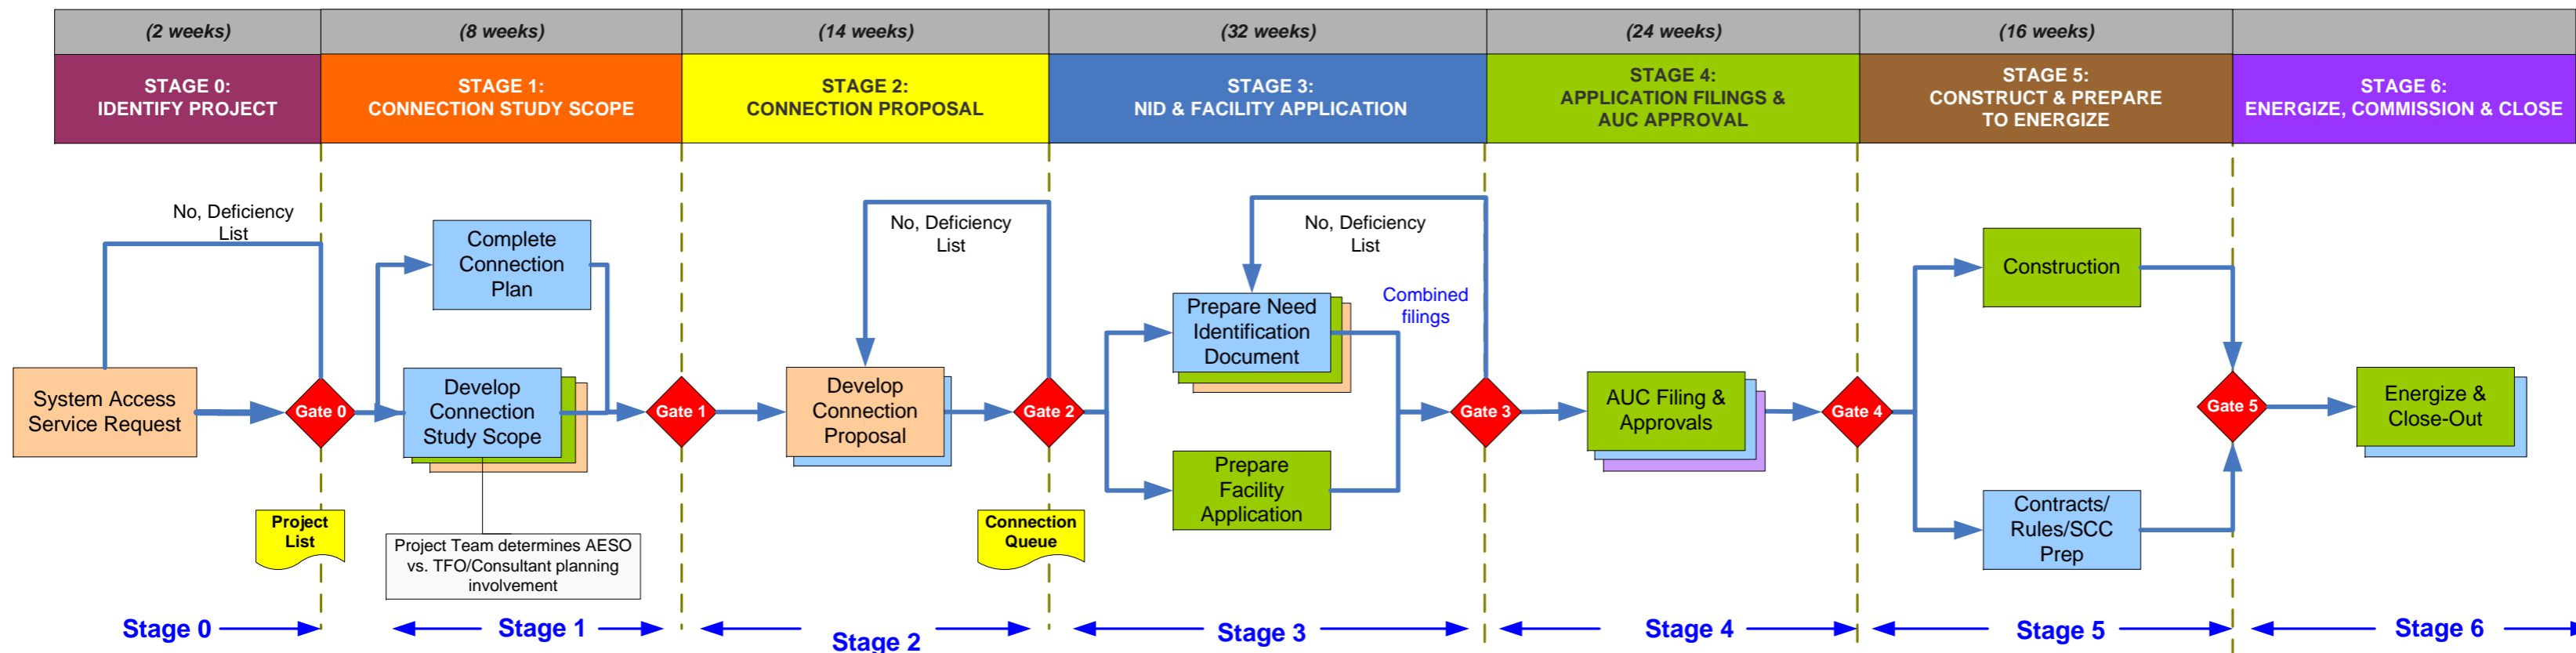 (2 weeks)
(8 weeks)
(14 weeks)
(32 weeks)
(24 weeks)
(16 weeks)
STAGE 0:
IDENTIFY PROJECT
STAGE 1:
CONNECTION STUDY SCOPE
STAGE 2:
CONNECTION PROPOSAL
STAGE 3:
NID & FACILITY APPLICATION
STAGE 4:
APPLICATION FILINGS &
AUC APPROVAL
STAGE 5:
CONSTRUCT & PREPARE
TO ENERGIZE
STAGE 6:
ENERGIZE, COMMISSION & CLOSE
No, Deficiency
List
System Access
Service Request
Gate 0
Project
List
Complete
Connection
Plan
Develop
Connection
Study Scope
Project Team determines AESO
vs. TFO/Consultant planning
involvement
Gate 1
No, Deficiency
List
Develop
Connection
Proposal
Gate 2
Connection
Queue
No, Deficiency
List
Prepare Need
Identification
Document
Combined
filings
Prepare
Facility
Application
Gate 3
AUC Filing &
Approvals
Gate 4
Construction
Contracts/
Rules/SCC
Prep
Gate 5
Energize &
Close-Out
Stage 0
Stage 1
Stage 2
Stage 3
Stage 4
Stage 5
Stage 6